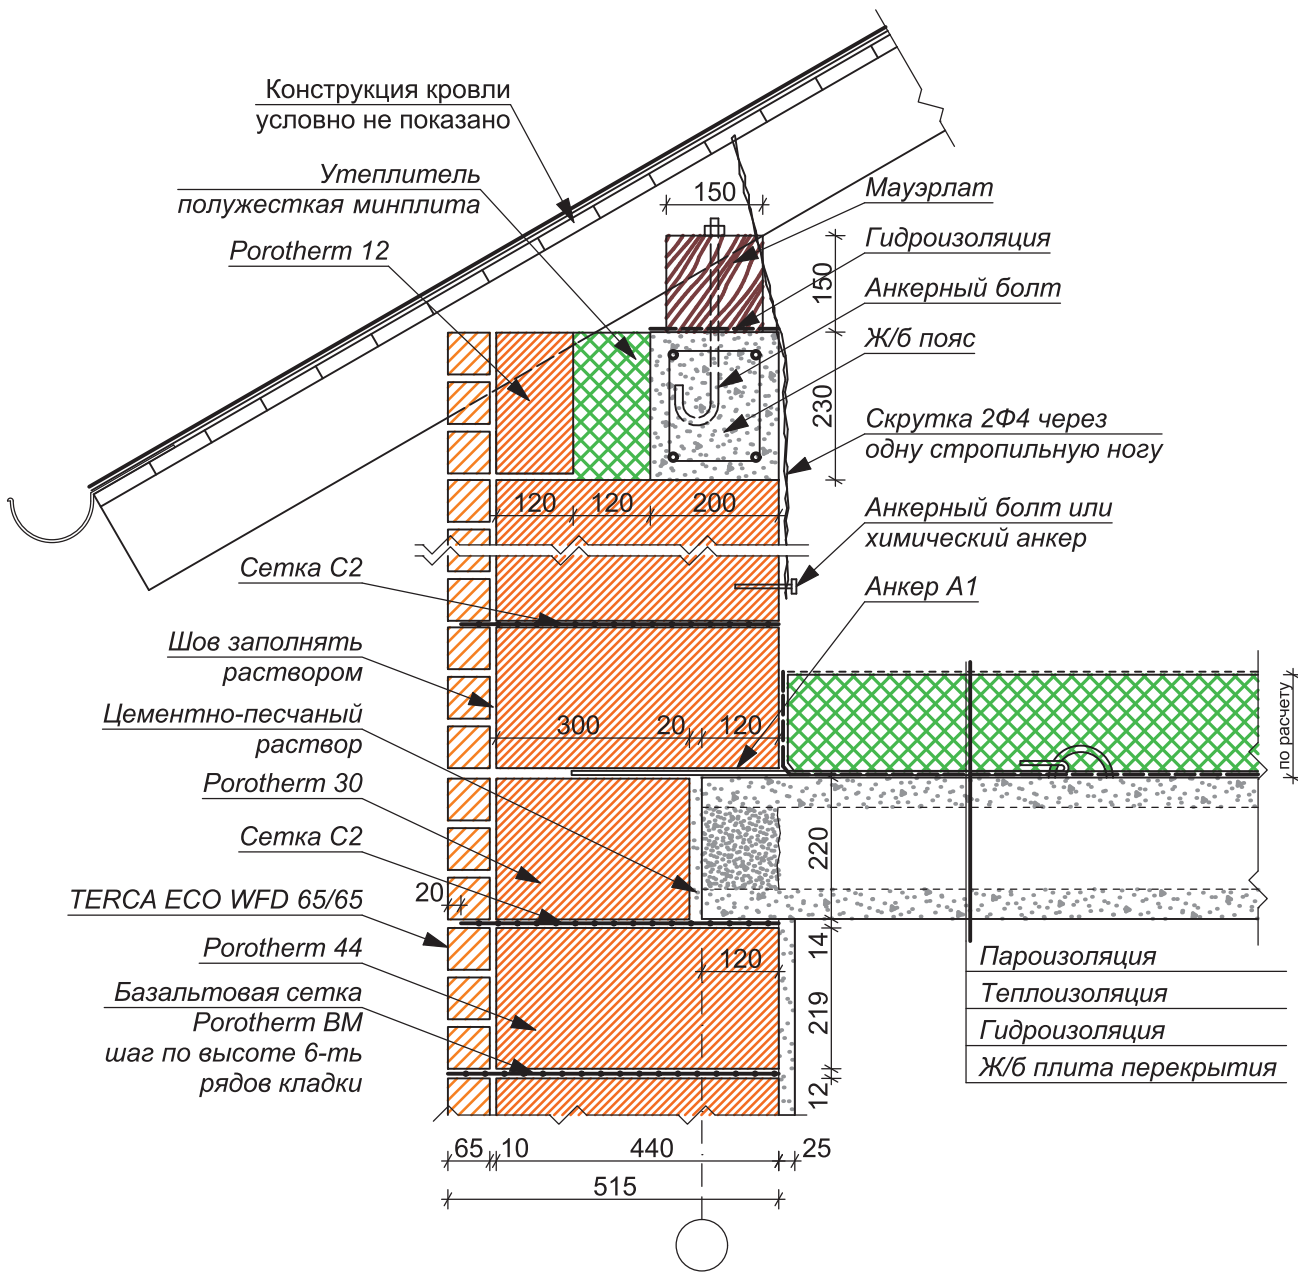 Конструкция кровли
условно не показано
Утеплитель
полужесткая минплита
Porotherm 12
150
Мауэрлат
Гидроизоляция
150
Анкерный болт
Ж/б пояс
230
Скрутка 2Ф4 через
одну стропильную ногу
120
120
200
Анкерный болт или
химический анкер
Сетка С2
Анкер А1
Шов заполнять
раствором
Цементно-песчаный
раствор
300
20
120
по расчету
Porotherm 30
Сетка С2
220
20
TERCA ECO WFD 65/65
14
Porotherm 44
120
Базальтовая сетка
Porotherm BM
шаг по высоте 6-ть
рядов кладки
219
12
Пароизоляция
Теплоизоляция
Гидроизоляция
Ж/б плита перекрытия
65
10
440
25
515